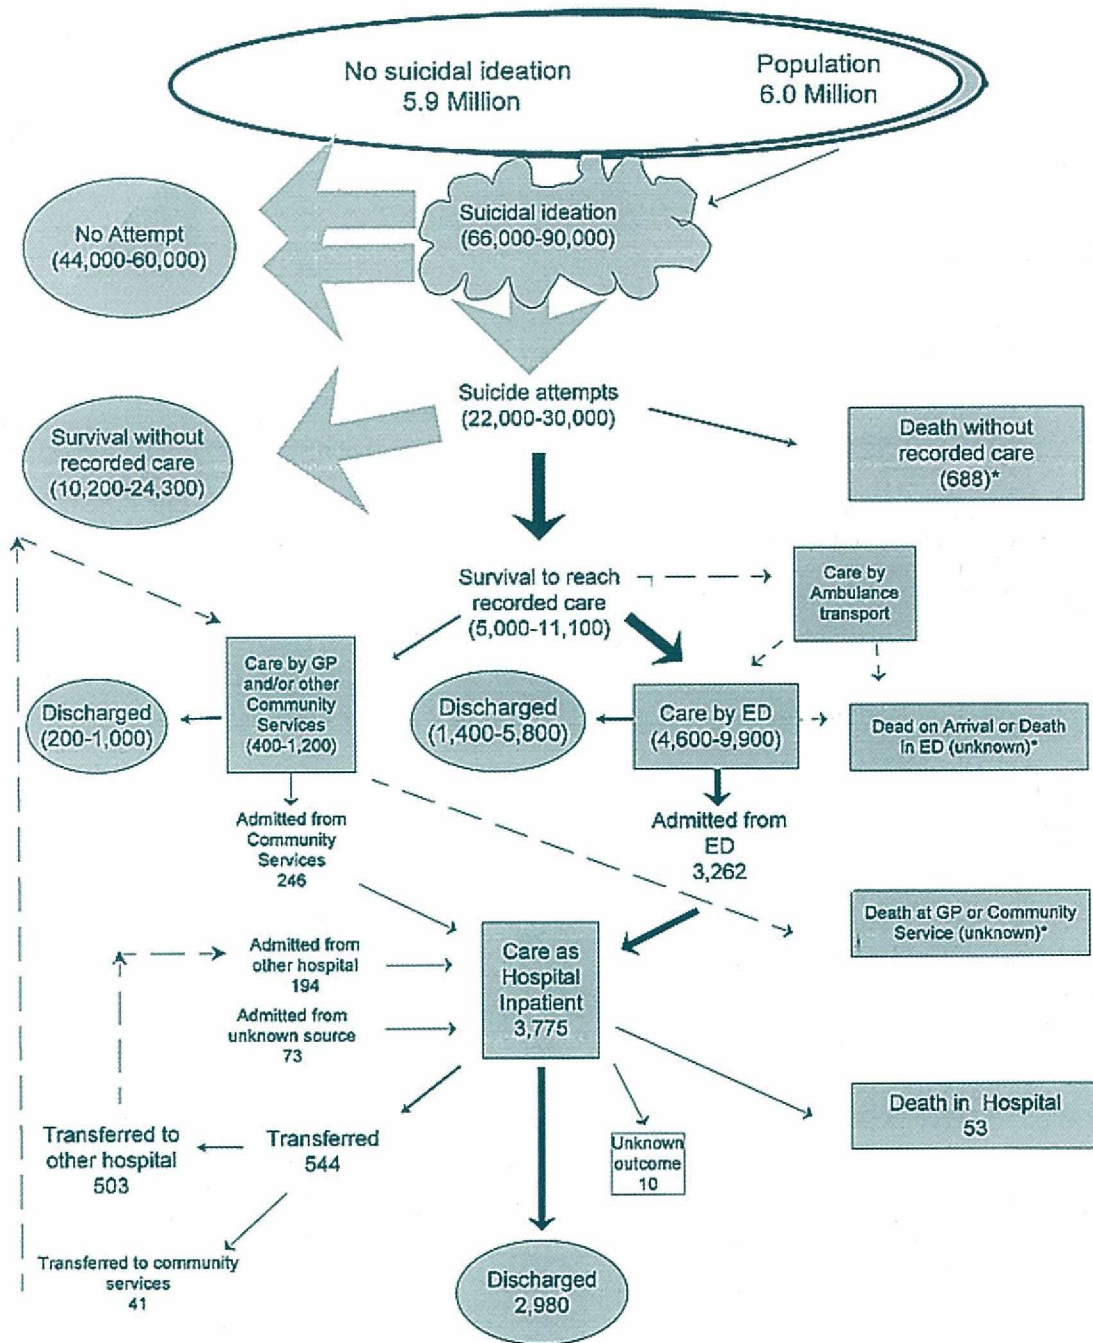 No suicidal ideation
5.9 Million
Population
6.0 Million
Suicidal ideation
(66,000-90,000)
No Attempt
(44,000-60,000)
Suicide attempts
(22,000-30,000)
Survival without
recorded care
(10,200-24,300)
Death without
recorded care
(688)*
Survival to reach
recorded care
(5,000-11,100)
Care by
Ambulance
transport
Care by GP
and/or other
Community
Services
(400-1,200)
Discharged
(200-1,000)
Discharged
(1,400-5,800)
Care by ED
(4,600-9,900)
Dead on Arrival or Death
in ED (unknown)*
Admitted from
Community
Services
246
Admitted from
ED
3,262
Death at GP or Community
Service (unknown)*
Admitted from
other hospital
194
Admitted from
unknown source
73
Care as
Hospital
Inpatient
3,775
Death in Hospital
53
Transferred to
other hospital
503
Transferred
544
Unknown
outcome
10
Transferred to community
services
41
Discharged
2,980